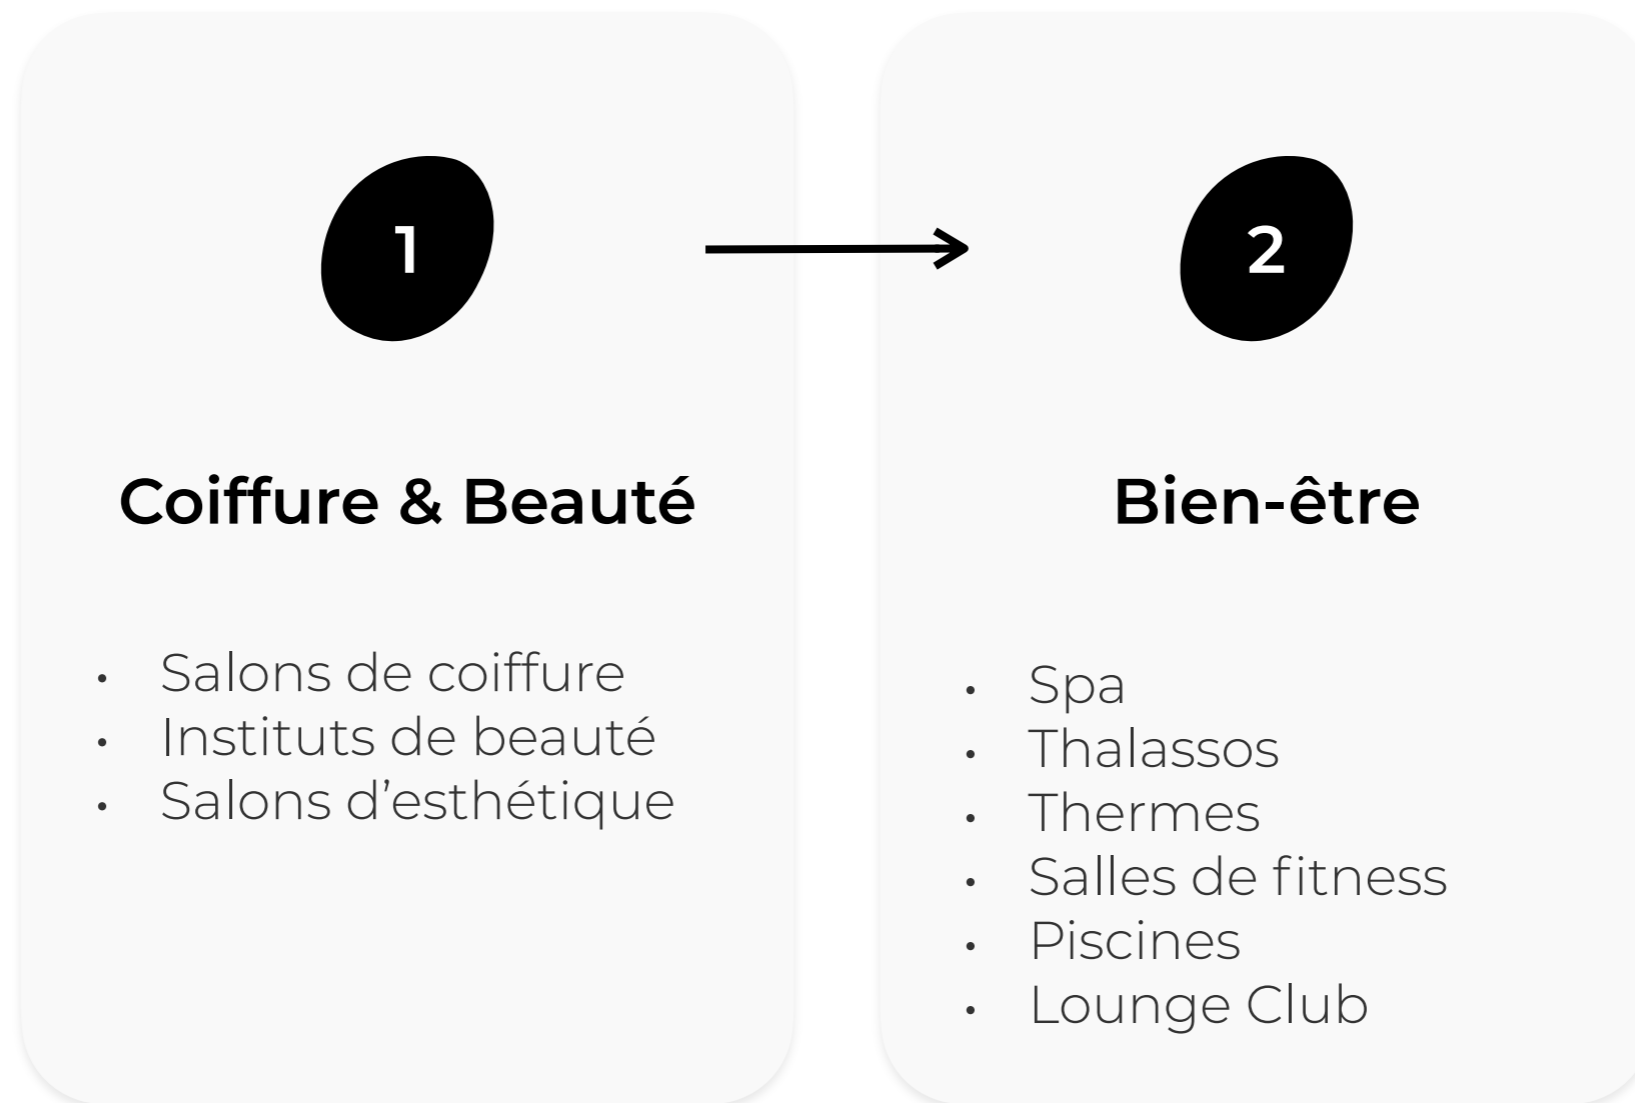 1
Coiffure & Beauté
• Salons de coiffure
• Instituts de beauté
• Salons d’esthétique
2
Bien-être
• Spa
• Thalassos
• Thermes
• Salles de fitness
• Piscines
• Lounge Club